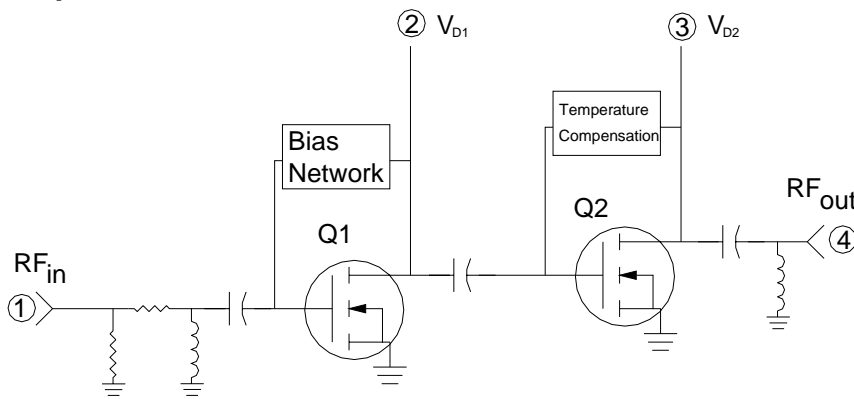 2 V_D1
3 V_D2
Bias
Network
Temperature
Compensation
RF_out
4
Q1
Q2
RF_in
1